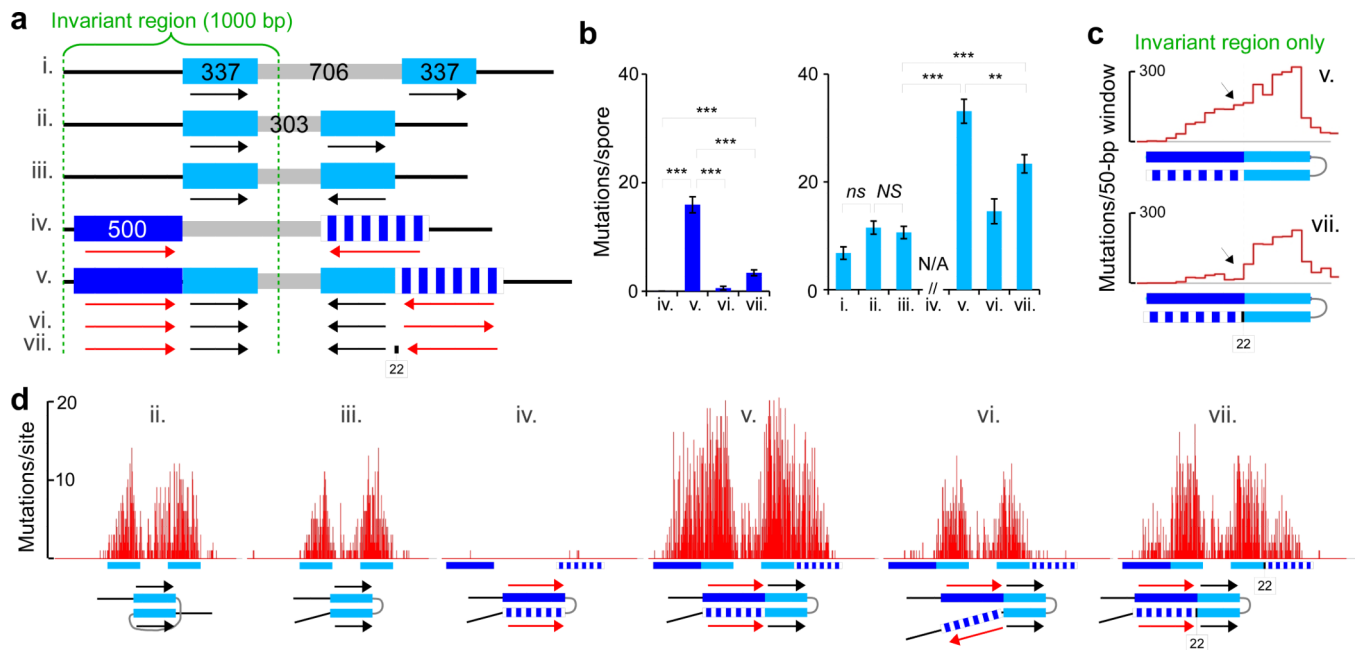 a
Invariant region (1000 bp)
i.
337
706
337
ii.
303
iii.
iv.
500
v.
vi.
vii.
22
b
Mutations/spore
40
20
0
***
***
***
***
iv.
v.
vi.
vii.
40
20
0
***
***
**
ns
NS
N/A
//
i.
ii.
iii.
iv.
v.
vi.
vii.
c
Invariant region only
Mutations/50-bp window
300
v.
300
vii.
22
d
Mutations/site
20
10
ii.
iii.
iv.
v.
vi.
vii.
22
22